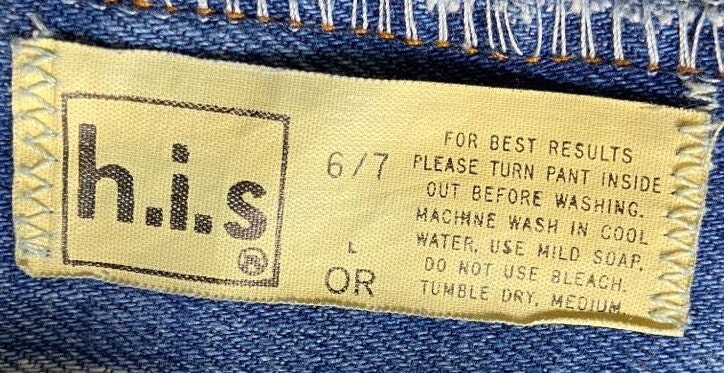 h.i.s
®
6/7
L
OR
FOR BEST RESULTS
PLEASE TURN PANT INSIDE
OUT BEFORE WASHING.
MACHINE WASH IN COOL
WATER. USE MILD SOAP.
DO NOT USE BLEACH.
TUMBLE DRY, MEDIUM.